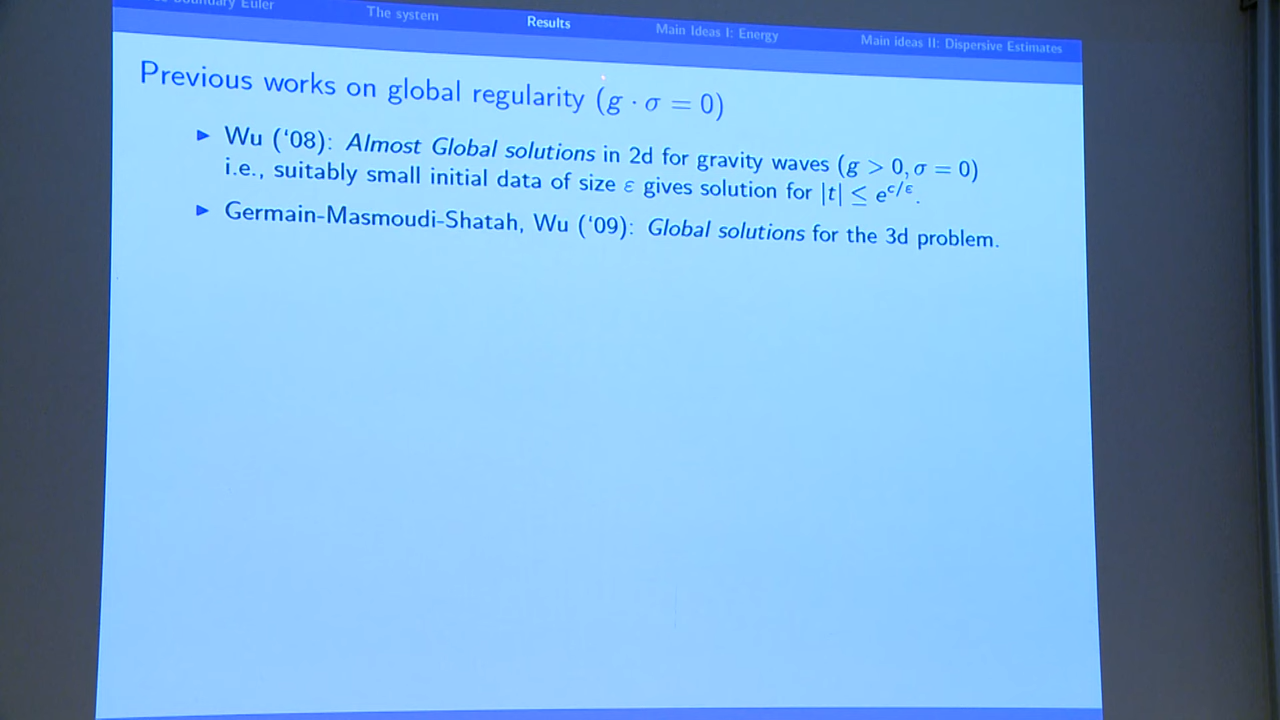 Boundary Euler The system Results Main Ideas I: Energy Main ideas II: Dispersive Estimates
Previous works on global regularity (g · σ = 0)
▶ Wu (‘08): Almost Global solutions in 2d for gravity waves (g > 0, σ = 0)
i.e., suitably small initial data of size ε gives solution for |t| ≤ e^{c/ε}.
▶ Germain-Masmoudi-Shatah, Wu (‘09): Global solutions for the 3d problem.